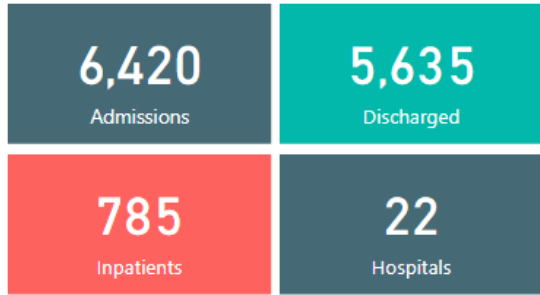 6,420
Admissions
5,635
Discharged
785
Inpatients
22
Hospitals